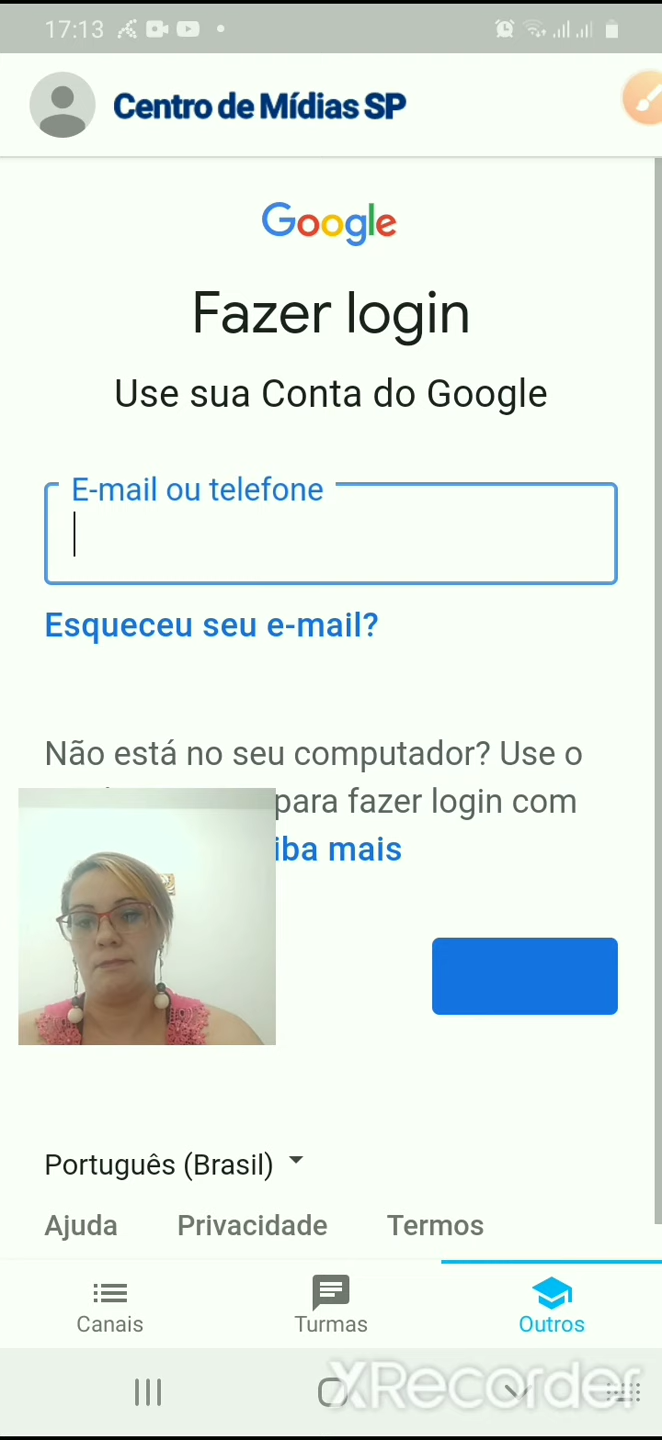 17:13
Centro de Mídias SP
Google
Fazer login
Use sua Conta do Google
E-mail ou telefone
Esqueceu seu e-mail?
Não está no seu computador? Use o
para fazer login com
iba mais
Português (Brasil)
Ajuda Privacidade Termos
Canais Turmas Outros
XRecorder